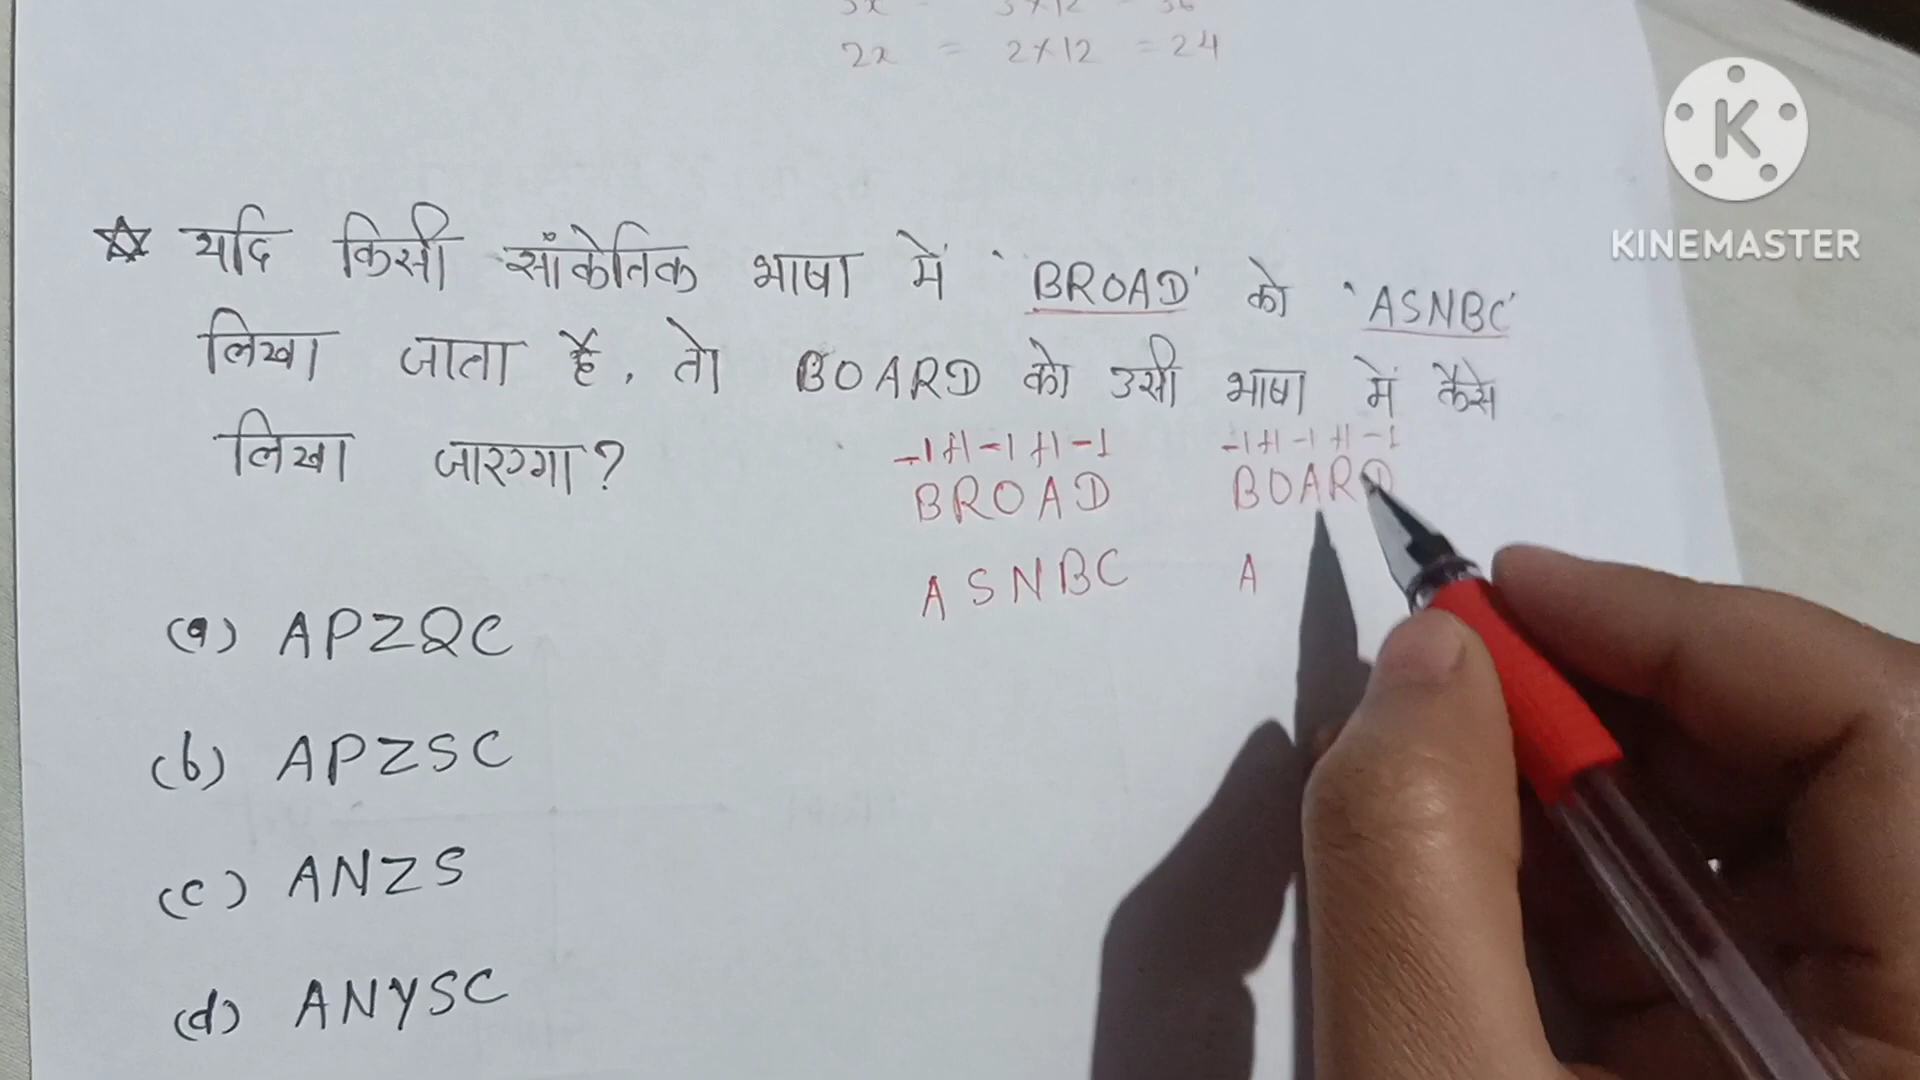 2x = 2×12 = 24
KINEMASTER
☆ यदि किसी सांकेतिक भाषा में 'BROAD' को 'ASNBC'
लिखा जाता है, तो BOARD को उसी भाषा में कैसे
लिखा जाएगा?
-1+1-1+1-1 -1+1-1+1-1
BROAD BOARD
ASNBC A
(a) APZQC
(b) APZSC
(c) ANZS
(d) ANYSC